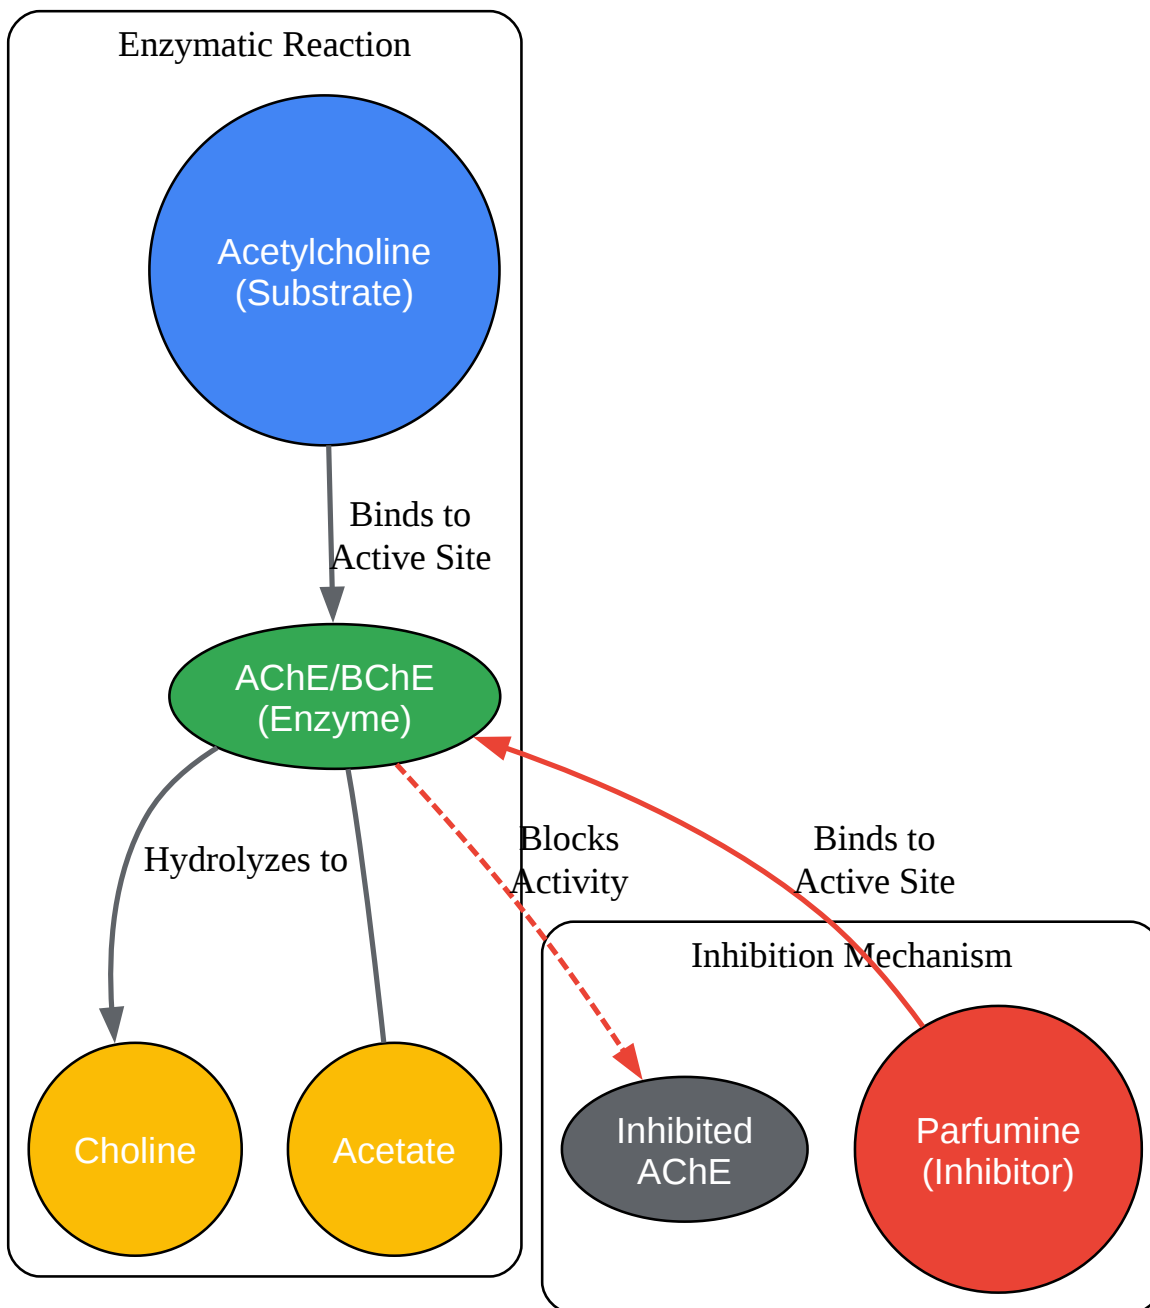 Enzymatic Reaction
Acetylcholine
(Substrate)
Binds to
Active Site
AChE/BChE
(Enzyme)
Hydrolyzes to
Blocks
Activity
Binds to
Active Site
Inhibition Mechanism
Choline
Acetate
Inhibited
AChE
Parfumine
(Inhibitor)